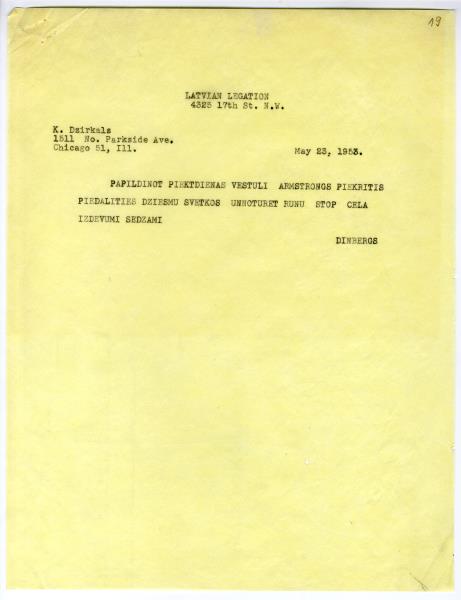 19
LATVIAN LEGATION
4325 17th St. N.W.
K. Dzirkals
1511 No. Parkside Ave.
Chicago 51, Ill.
May 23, 1953.
PAPILDINOT PIEKTDIENAS VESTULI ARMSTRONGS PIEKRITIS
PIEDALITIES DZIESMU SVETKOS UNNOTURET RUNU STOP CELA
IZDEVUMI SEDZAMI
DINBERGS